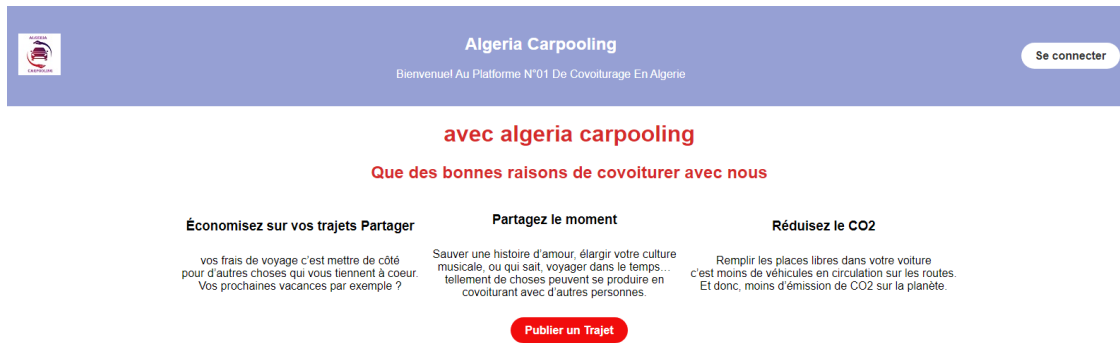 ALGERIA
CARPOOLING
Algeria Carpooling
Bienvenuel Au Platforme N°01 De Covoiturage En Algerie
Se connecter
avec algeria carpooling
Que des bonnes raisons de covoiturer avec nous
Économisez sur vos trajets Partager
vos frais de voyage c'est mettre de côté
pour d'autres choses qui vous tiennent à coeur.
Vos prochaines vacances par exemple ?
Partagez le moment
Sauver une histoire d'amour, élargir votre culture
musicale, ou qui sait, voyager dans le temps…
tellement de choses peuvent se produire en
covoiturant avec d'autres personnes.
Réduisez le CO2
Remplir les places libres dans votre voiture
c'est moins de véhicules en circulation sur les routes.
Et donc, moins d'émission de CO2 sur la planète.
Publier un Trajet